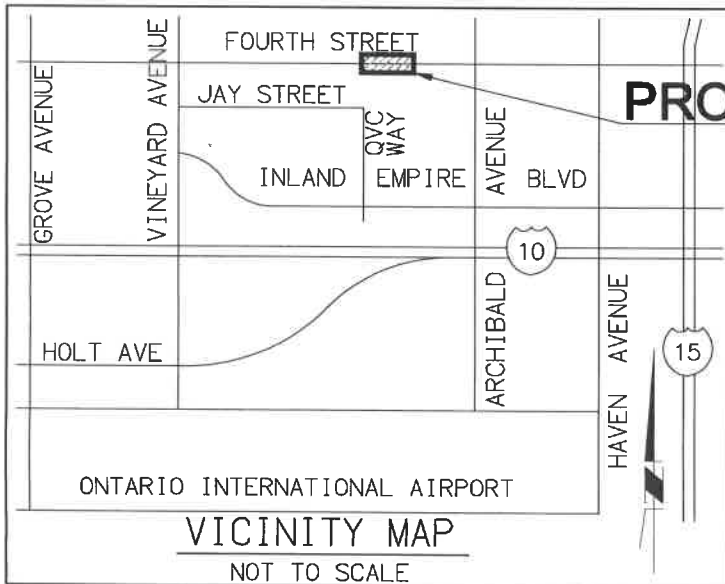 FOURTH STREET
PRO
JAY STREET
QVC
WAY
GROVE AVENUE
VINEYARD AVENUE
INLAND EMPIRE BLVD
ARCHIBALD AVENUE
10
HOLT AVE
HAVEN AVENUE
15
ONTARIO INTERNATIONAL AIRPORT
VICINITY MAP
NOT TO SCALE